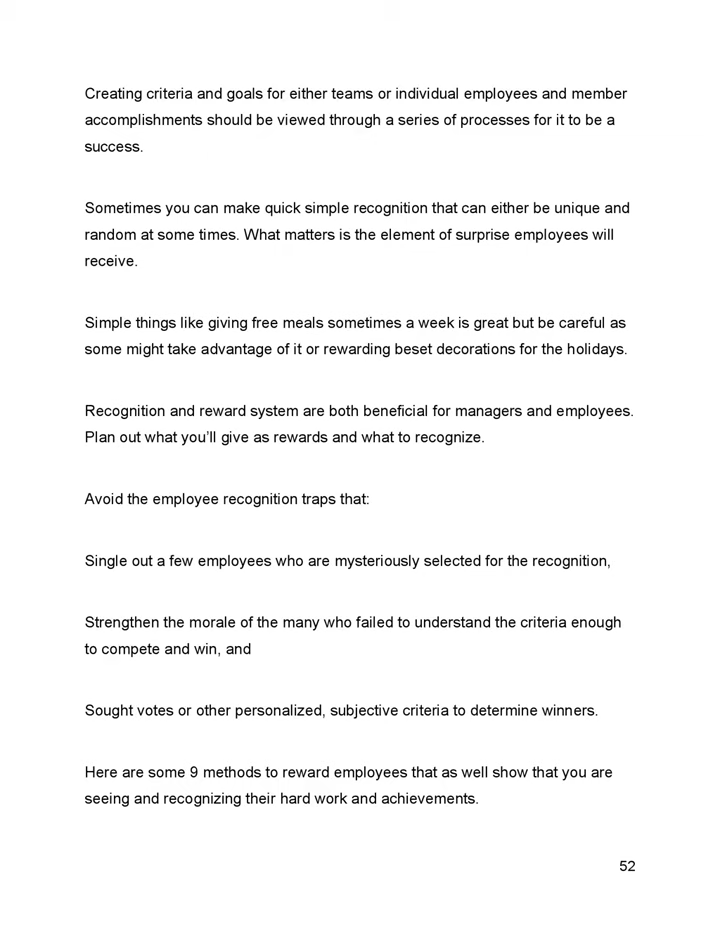 Creating criteria and goals for either teams or individual employees and member
accomplishments should be viewed through a series of processes for it to be a
success.
Sometimes you can make quick simple recognition that can either be unique and
random at some times. What matters is the element of surprise employees will
receive.
Simple things like giving free meals sometimes a week is great but be careful as
some might take advantage of it or rewarding beset decorations for the holidays.
Recognition and reward system are both beneficial for managers and employees.
Plan out what you’ll give as rewards and what to recognize.
Avoid the employee recognition traps that:
Single out a few employees who are mysteriously selected for the recognition,
Strengthen the morale of the many who failed to understand the criteria enough
to compete and win, and
Sought votes or other personalized, subjective criteria to determine winners.
Here are some 9 methods to reward employees that as well show that you are
seeing and recognizing their hard work and achievements.
52